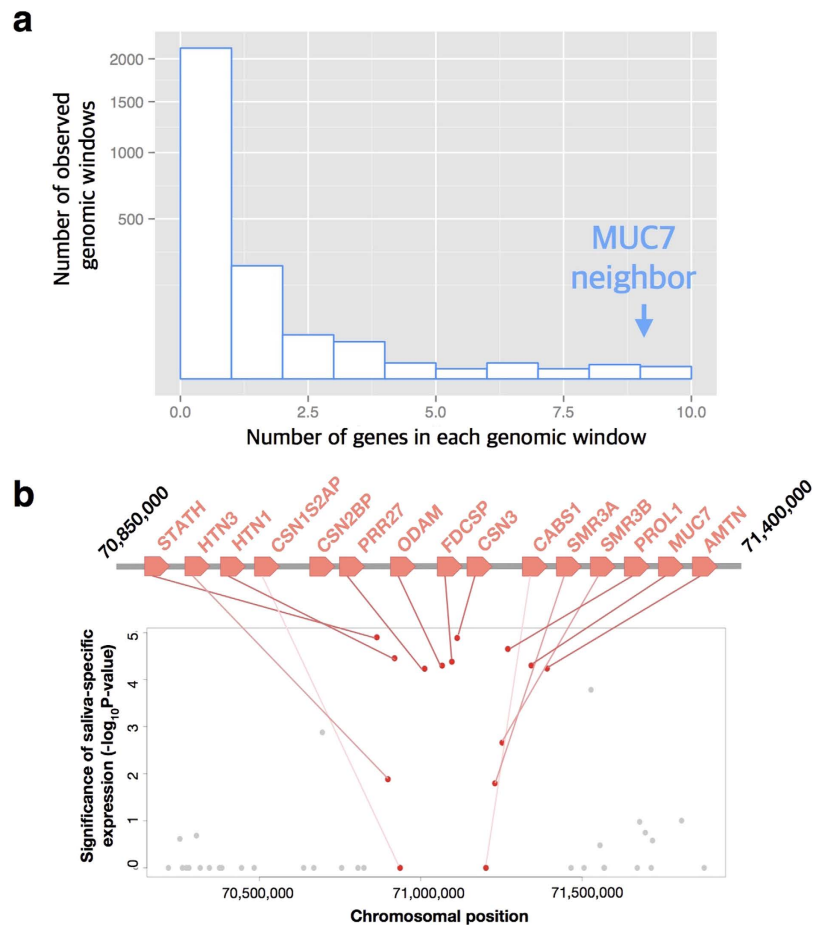 a
Number of observed
genomic windows
2000
1500
1000
500
MUC7
neighbor
0.0 2.5 5.0 7.5 10.0
Number of genes in each genomic window
b
70,850,000
STATH
HTN3
HTN1
CSN1S2AP
CSN2BP
PRR27
ODAM
FDCSP
CSN3
CABS1
SMR3A
SMR3B
PROL1
MUC7
AMTN
71,400,000
Significance of saliva-specific
expression (-log10P-value)
5
4
3
2
1
0
70,500,000 71,000,000 71,500,000
Chromosomal position